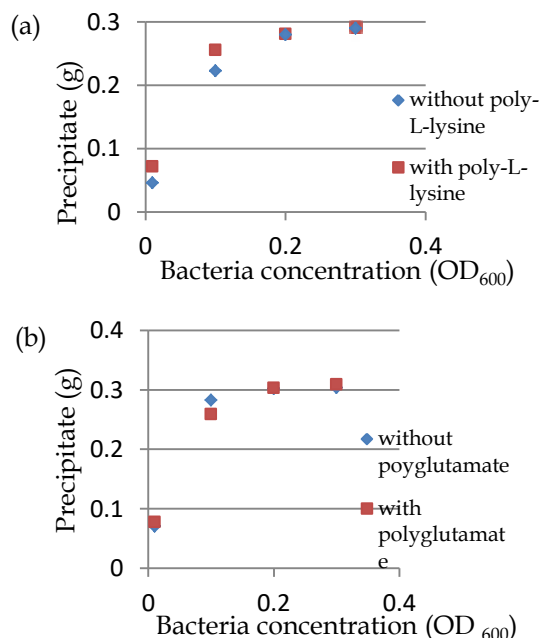 (a)
Precipitate (g)
0.3
0.2
0.1
0
0
0.2
0.4
Bacteria concentration (OD600)
without poly-
L-lysine
with poly-L-
lysine
(b)
Precipitate (g)
0.4
0.3
0.2
0.1
0
0
0.2
0.4
Bacteria concentration (OD 600)
without
poyglutamate
with
polyglutamat
e